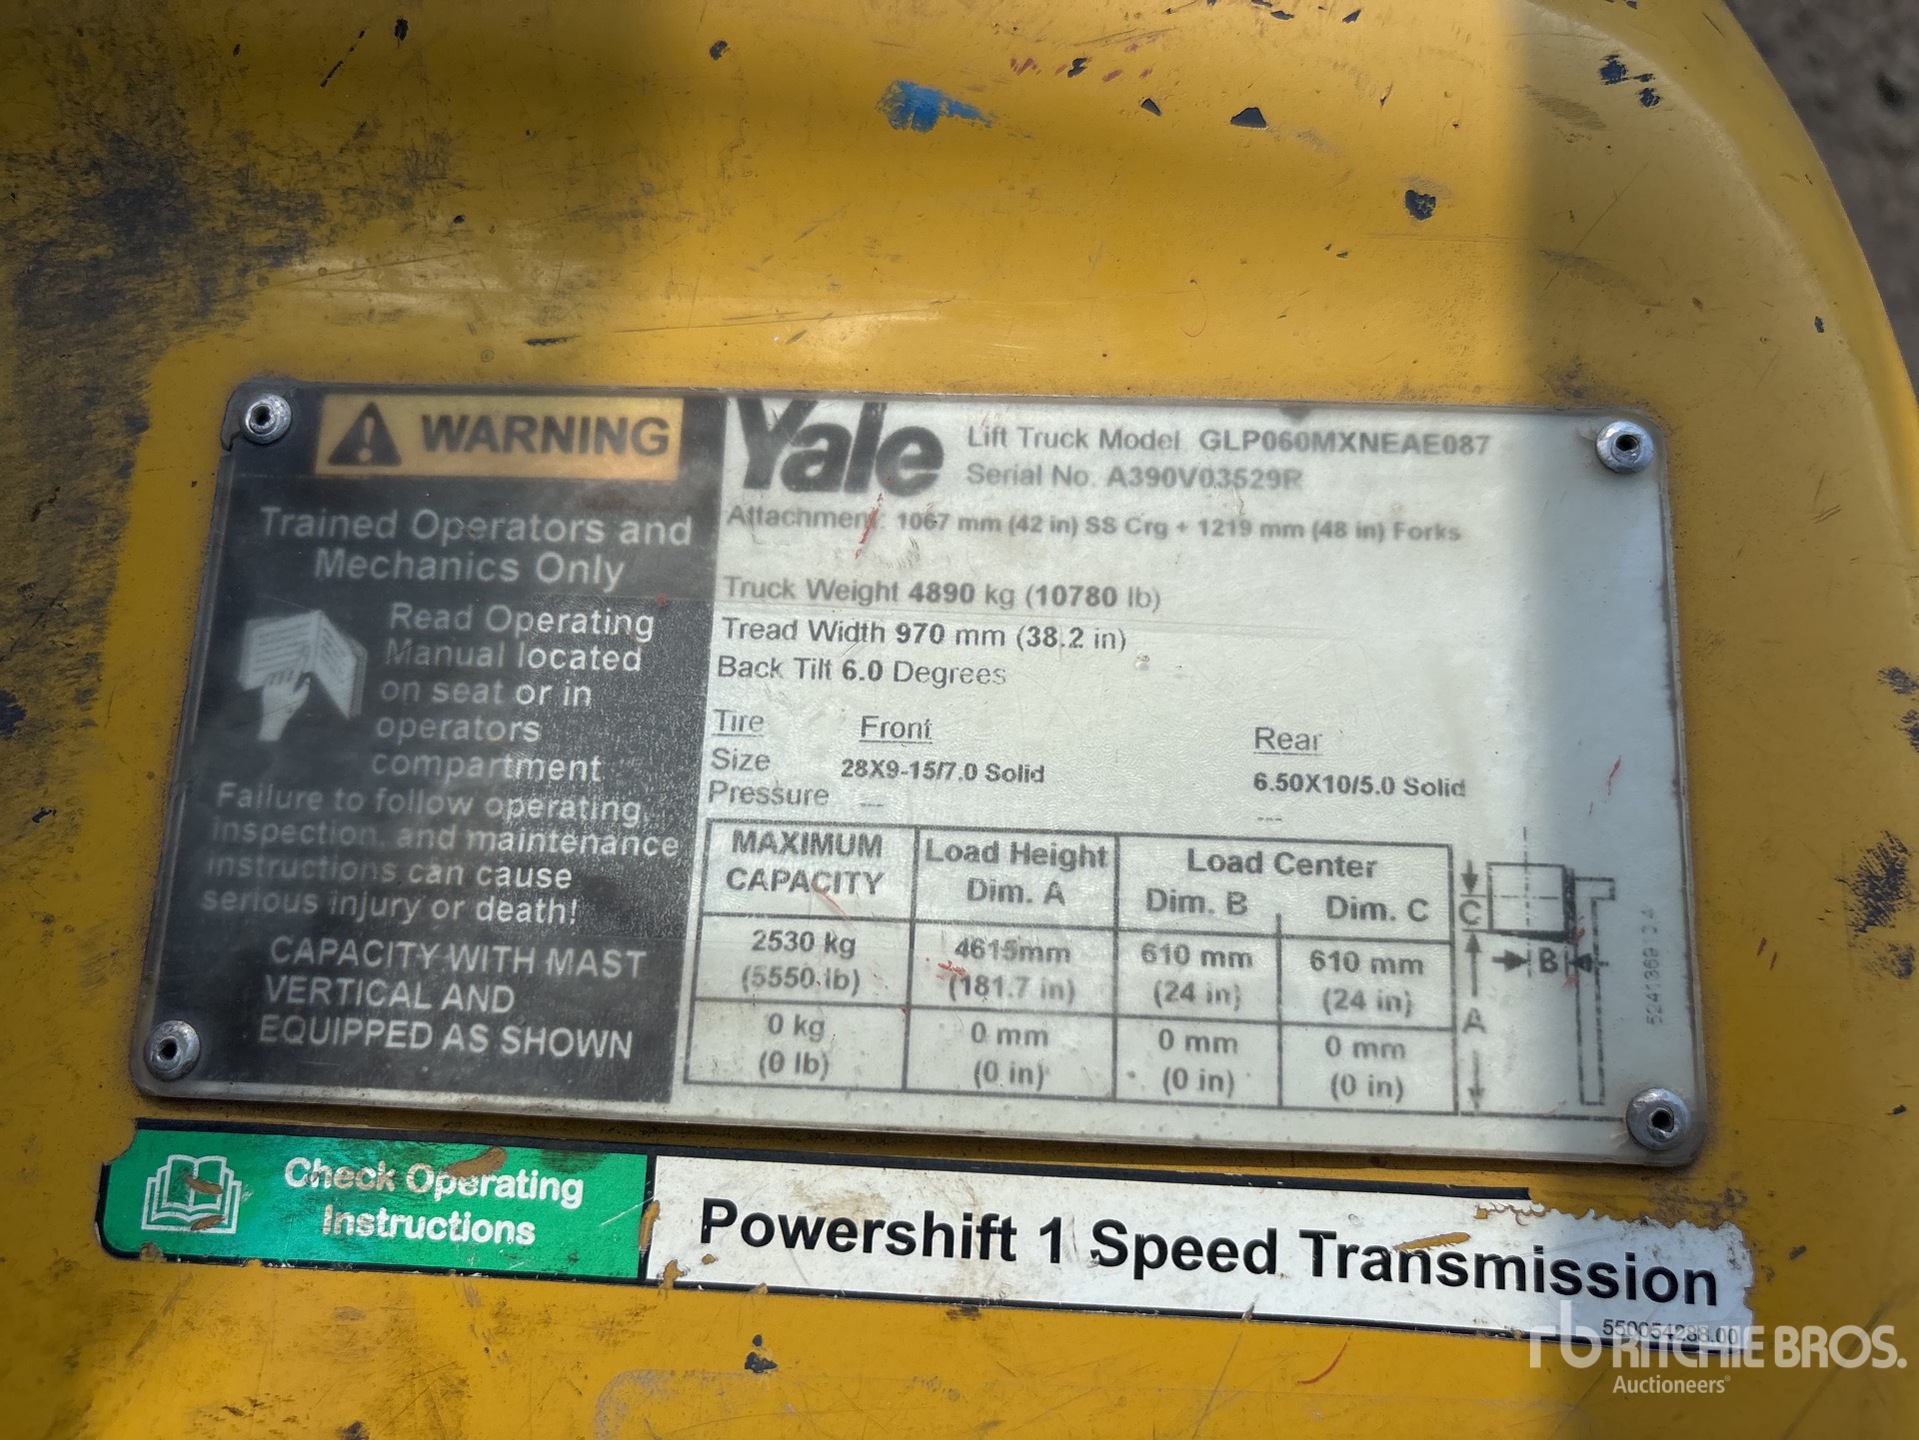 WARNING
Trained Operators and
Mechanics Only
Read Operating
Manual located
on seat or in
operators
compartment
Failure to follow operating,
inspection, and maintenance
instructions can cause
serious injury or death!
CAPACITY WITH MAST
VERTICAL AND
EQUIPPED AS SHOWN
Yale
Lift Truck Model GLP060MXNEAE087
Serial No. A390V03529R
Attachment: 1067 mm (42 in) SS Crg + 1219 mm (48 in) Forks
Truck Weight 4890 kg (10780 lb)
Tread Width 970 mm (38.2 in)
Back Tilt 6.0 Degrees
Tire Front Rear
Size 28X9-15/7.0 Solid 6.50X10/5.0 Solid
Pressure --- ---
MAXIMUM CAPACITY Load Height Dim. A Load Center Dim. B Dim. C
2530 kg 4615mm 610 mm 610 mm
(5550 lb) (181.7 in) (24 in) (24 in)
0 kg 0 mm 0 mm 0 mm
(0 lb) (0 in) (0 in) (0 in)
C
B
A
5241369 D 4
Check Operating
Instructions
Powershift 1 Speed Transmission
550054288.00
rb RITCHIE BROS.
Auctioneers